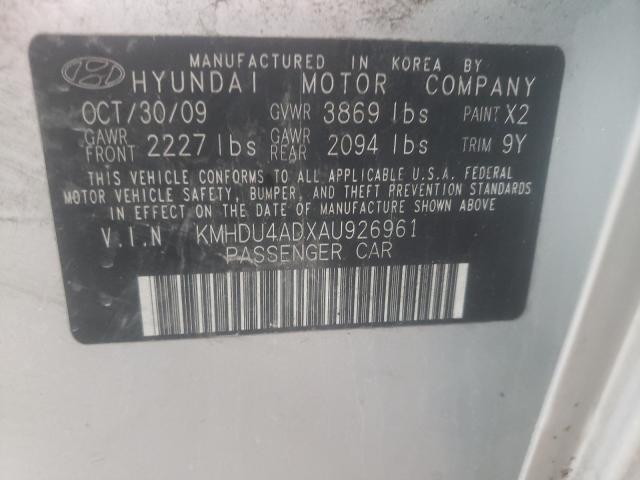 MANUFACTURED IN KOREA BY
HYUNDAI MOTOR COMPANY
OCT/30/09 GVWR 3869 lbs PAINT X2
GAWR FRONT 2227 lbs GAWR REAR 2094 lbs TRIM 9Y
THIS VEHICLE CONFORMS TO ALL APPLICABLE U.S.A. FEDERAL
MOTOR VEHICLE SAFETY, BUMPER, AND THEFT PREVENTION STANDARDS
IN EFFECT ON THE DATE OF MANUFACTURE SHOWN ABOVE
V.I.N KMHDU4ADXAU926961
PASSENGER CAR